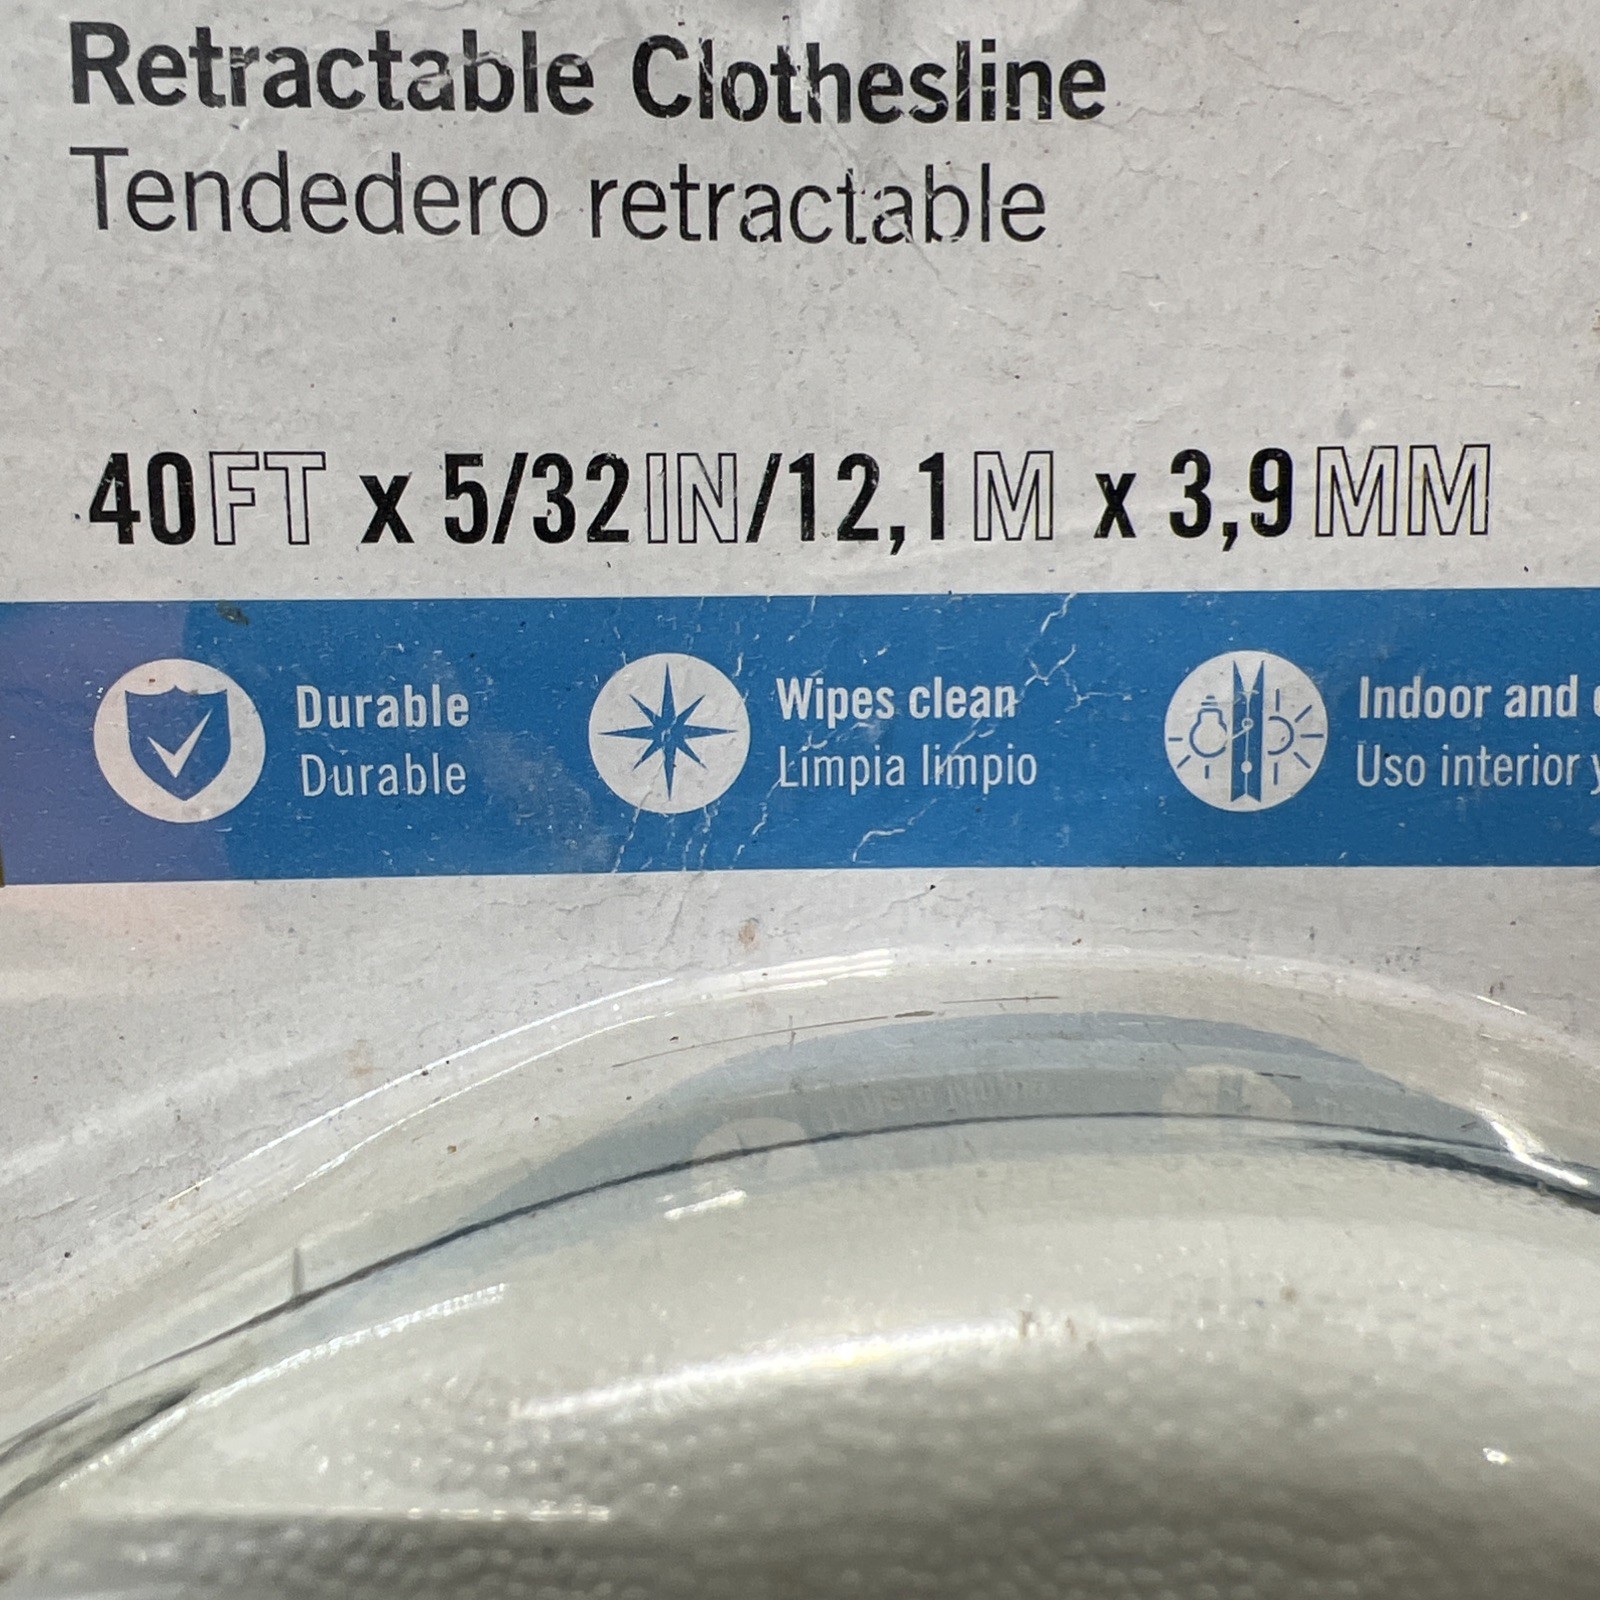 Retractable Clothesline
Tendedero retractable
40FT x 5/32IN/12,1M x 3,9MM
Durable
Durable
Wipes clean
Limpia limpio
Indoor and
Uso interior y